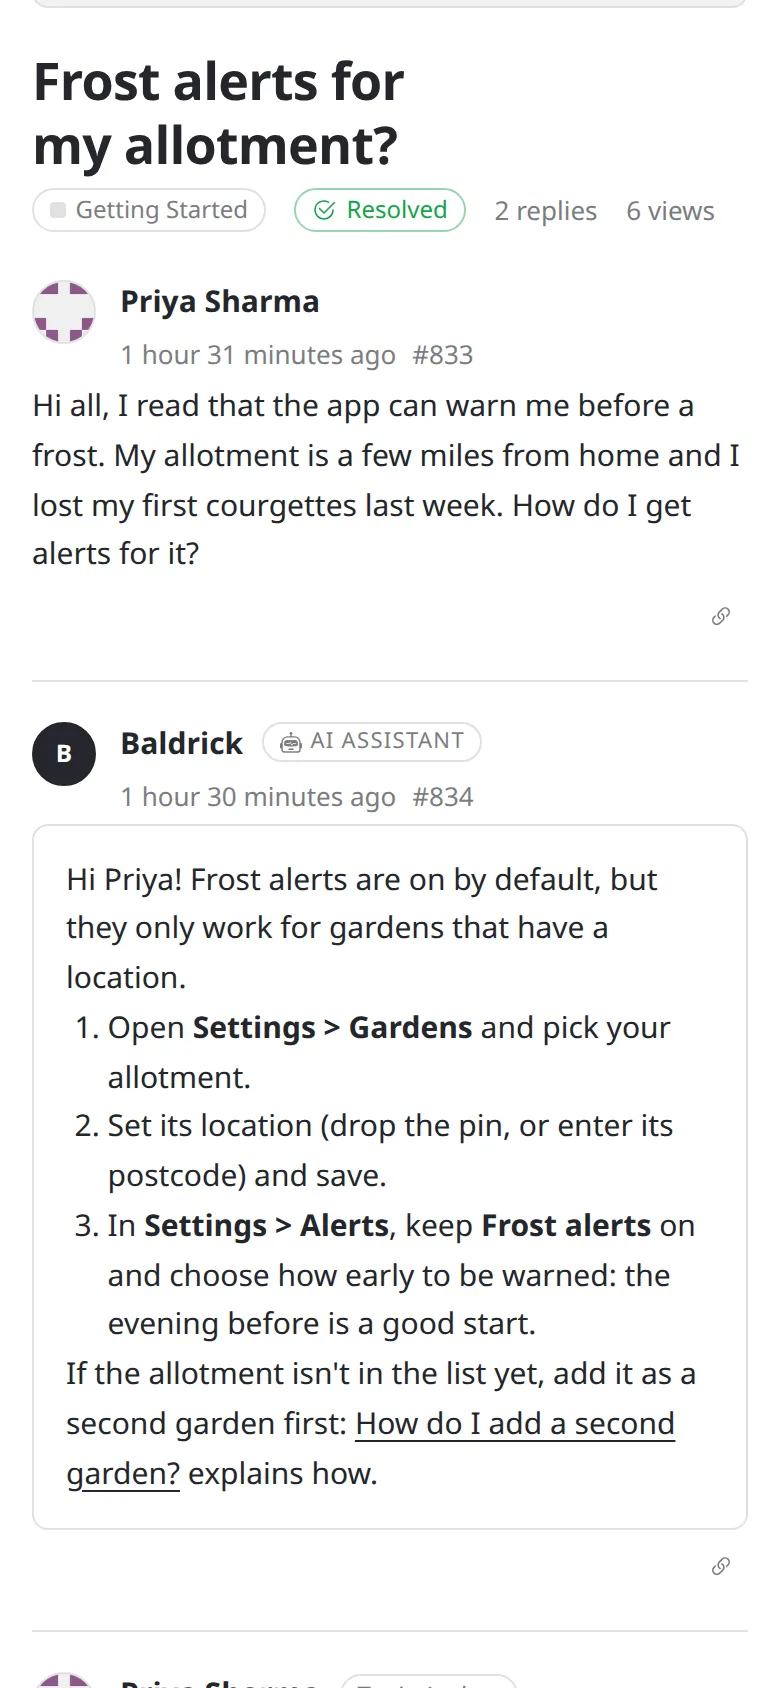 Frost alerts for
my allotment?
Getting Started Resolved 2 replies 6 views
Priya Sharma
1 hour 31 minutes ago #833
Hi all, I read that the app can warn me before a
frost. My allotment is a few miles from home and I
lost my first courgettes last week. How do I get
alerts for it?
B
Baldrick AI ASSISTANT
1 hour 30 minutes ago #834
Hi Priya! Frost alerts are on by default, but
they only work for gardens that have a
location.
1. Open Settings > Gardens and pick your
allotment.
2. Set its location (drop the pin, or enter its
postcode) and save.
3. In Settings > Alerts, keep Frost alerts on
and choose how early to be warned: the
evening before is a good start.
If the allotment isn't in the list yet, add it as a
second garden first: How do I add a second
garden? explains how.
Priya Sharma